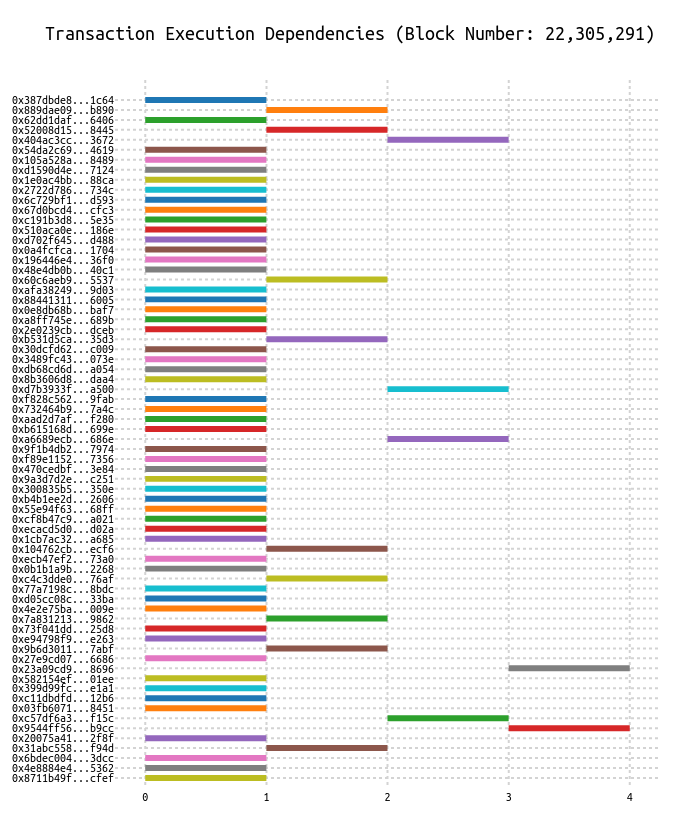 Transaction Execution Dependencies (Block Number: 22,305,291)
0x387dbde8...1c64
0x889dae09...b890
0x62dd1daf...6406
0x52008d15...8445
0x404ac3cc...3672
0x54da2c69...4619
0x105a528a...8489
0xd1590d4e...7124
0x1e0ac4bb...88ca
0x2722d786...734c
0x6c729bf1...d593
0x67d0bcd4...cfc3
0xc191b3d8...5e35
0x510aca0e...186e
0xd702f645...d488
0x0a4fcfca...1704
0x196446e4...36f0
0x48e4db0b...40c1
0x60c6aeb9...5537
0xafa38249...9d03
0x88441311...6005
0x0e8db68b...baf7
0xa8ff745e...689b
0x2e0239cb...dceb
0xb531d5ca...35d3
0x30dcfd62...c009
0x3489fc43...073e
0xdb68cd6d...a054
0x8b3606d8...daa4
0xd7b3933f...a500
0xf828c562...9fab
0x732464b9...7a4c
0xaad2d7af...f280
0xb615168d...699e
0xa6689ecb...686e
0x9f1b4db2...7974
0xf89e1152...7356
0x470cedbf...3e84
0x9a3d7d2e...c251
0x300835b5...350e
0xb4b1ee2d...2606
0x55e94f63...68ff
0xcf8b47c9...a021
0xecacd5d0...d02a
0x1cb7ac32...a685
0x104762cb...ecf6
0xecb47ef2...73a0
0x0b1b1a9b...2268
0xc4c3dde0...76af
0x77a7198c...8bdc
0xd05cc08c...33ba
0x4e2e75ba...009e
0x7a831213...9862
0x73f041dd...25d8
0xe94798f9...e263
0x9b6d3011...7abf
0x27e9cd07...6686
0x23a09cd9...8696
0x582154ef...01ee
0x399d99fc...e1a1
0xc11dbdfd...12b6
0x03fb6071...8451
0xc57df6a3...f15c
0x9544ff56...b9cc
0x20075a41...2f8f
0x31abc558...f94d
0x6bdec004...3dcc
0x4e8884e4...5362
0x8711b49f...cfef
0 1 2 3 4